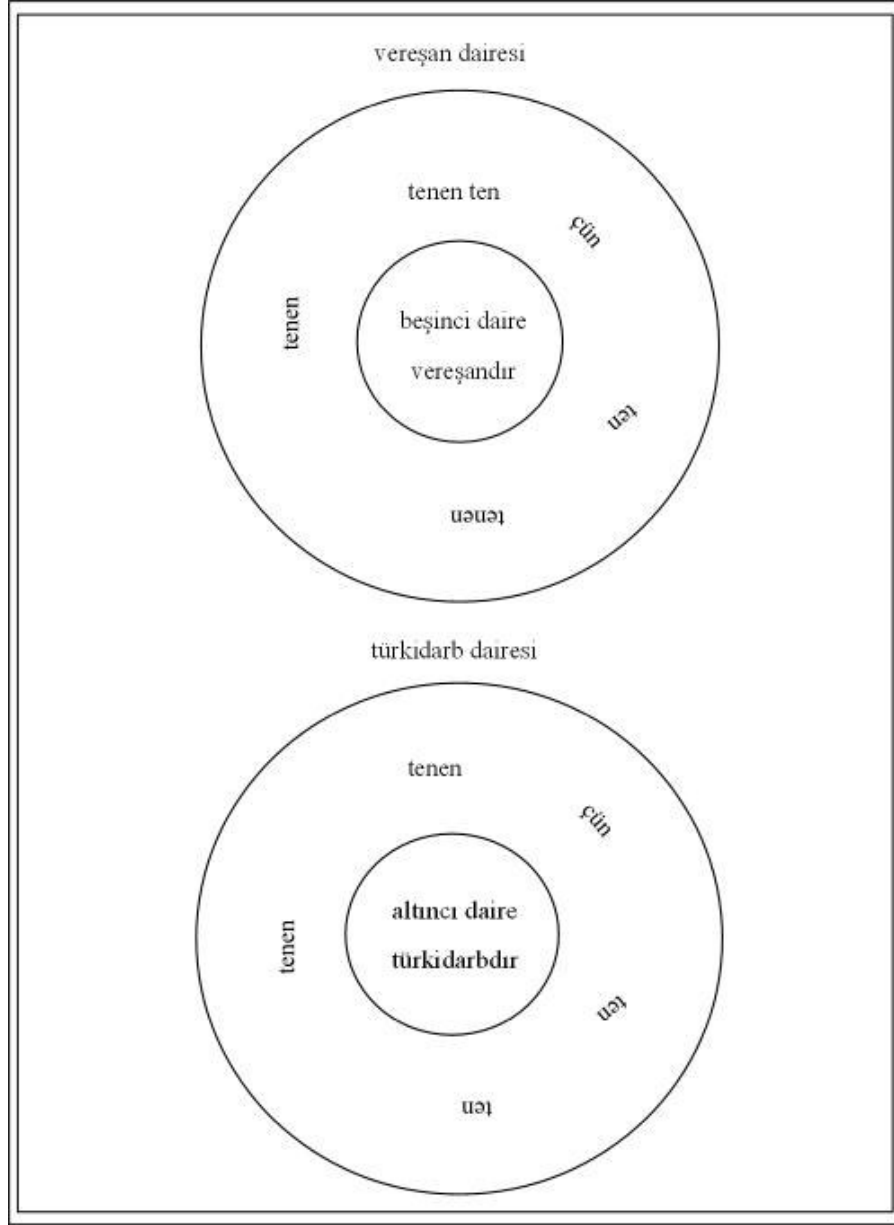 vereşan dairesi
tenen ten
çün
tenen
beşinci daire
vereşandır
ten
tenen
türkidarb dairesi
tenen
çün
tenen
altıncı daire
türkidarbdır
ten
ten